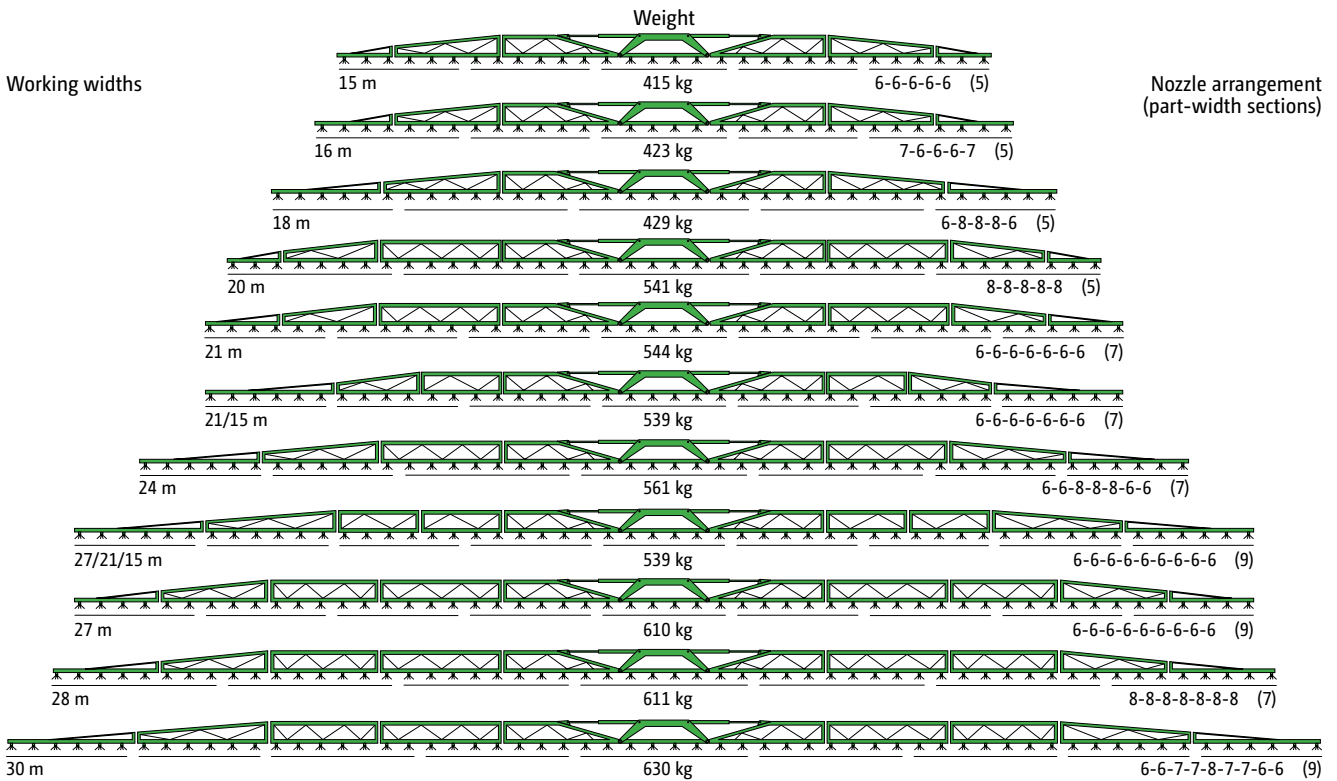 Weight
Working widths
Nozzle arrangement
(part-width sections)
15 m 415 kg 6-6-6-6-6 (5)
16 m 423 kg 7-6-6-6-7 (5)
18 m 429 kg 6-8-8-8-6 (5)
20 m 541 kg 8-8-8-8-8 (5)
21 m 544 kg 6-6-6-6-6-6-6 (7)
21/15 m 539 kg 6-6-6-6-6-6-6 (7)
24 m 561 kg 6-6-8-8-8-6-6 (7)
27/21/15 m 539 kg 6-6-6-6-6-6-6-6-6 (9)
27 m 610 kg 6-6-6-6-6-6-6-6-6 (9)
28 m 611 kg 8-8-8-8-8-8-8 (7)
30 m 630 kg 6-6-7-7-8-7-7-6-6 (9)